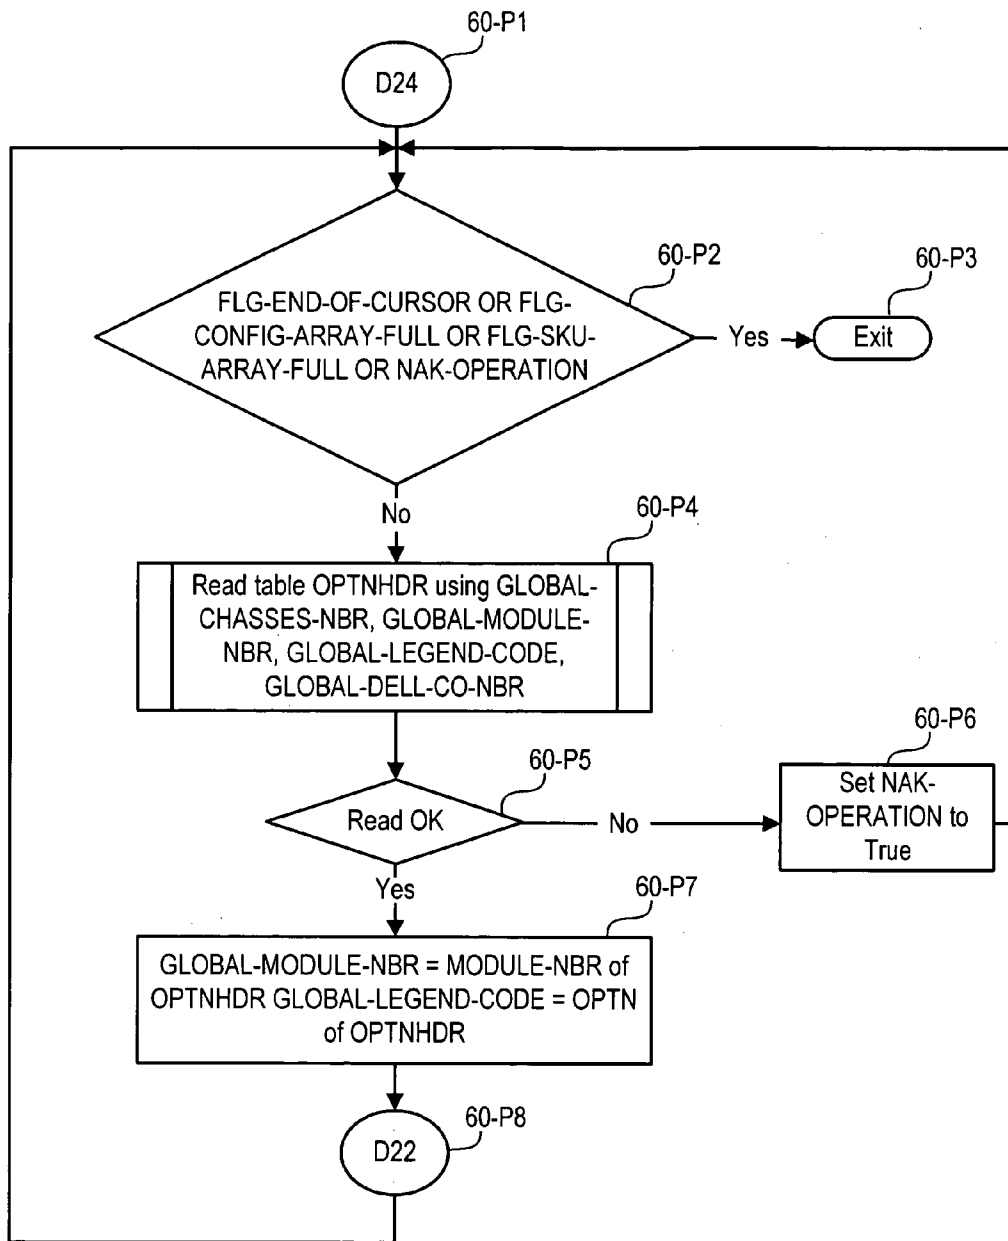 60-P1
D24
60-P2
60-P3
FLG-END-OF-CURSOR OR FLG-
CONFIG-ARRAY-FULL OR FLG-SKU-
ARRAY-FULL OR NAK-OPERATION
Yes
Exit
No
60-P4
Read table OPTNHDR using GLOBAL-
CHASSES-NBR, GLOBAL-MODULE-
NBR, GLOBAL-LEGEND-CODE,
GLOBAL-DELL-CO-NBR
60-P5
60-P6
Read OK
No
Set NAK-
OPERATION to
True
Yes
60-P7
GLOBAL-MODULE-NBR = MODULE-NBR of
OPTNHDR GLOBAL-LEGEND-CODE = OPTN
of OPTNHDR
60-P8
D22